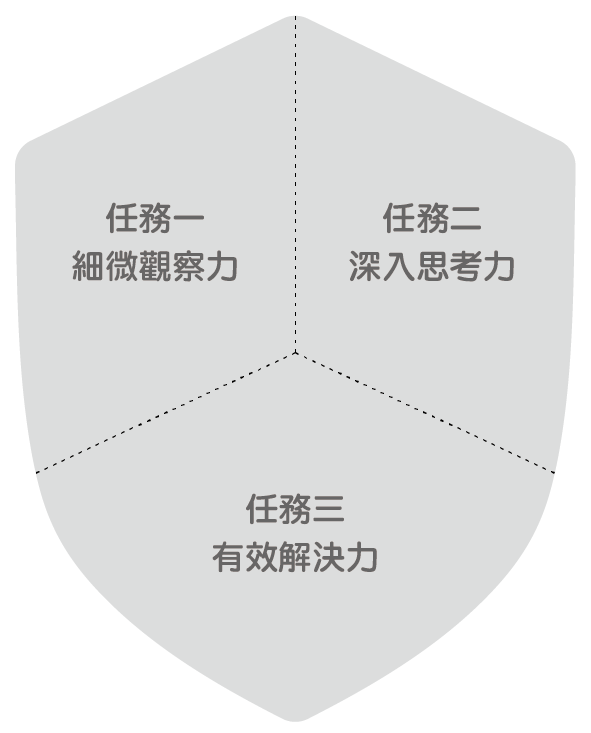 任務一
細微觀察力
任務二
深入思考力
任務三
有效解決力